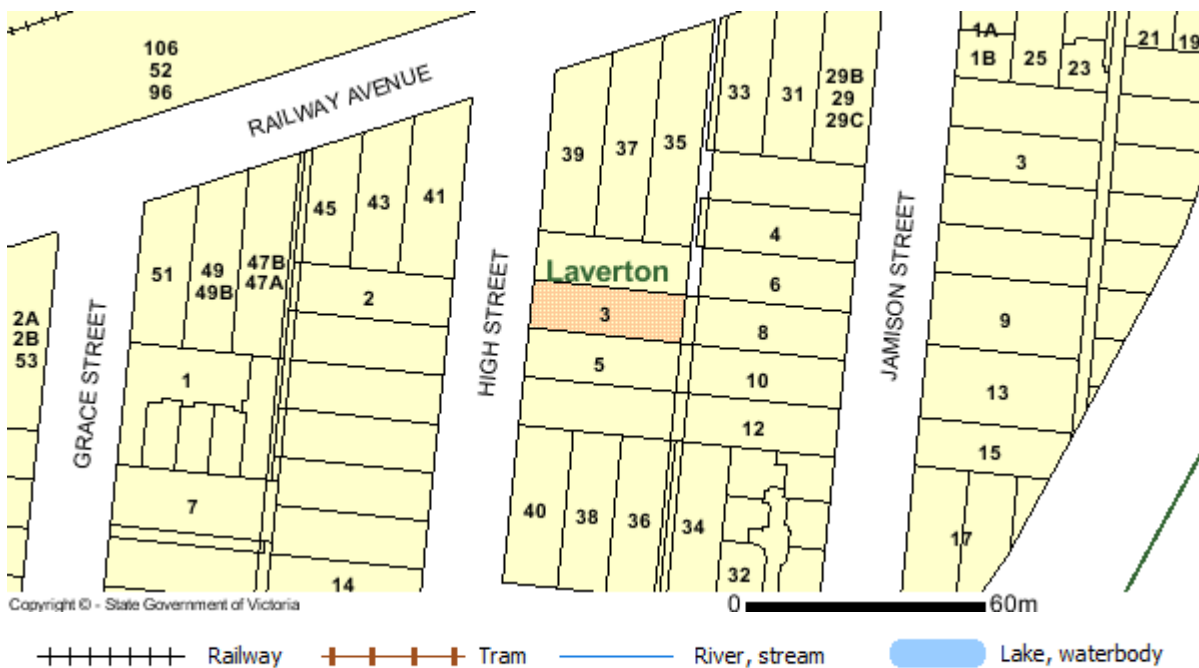 106
52
96
RAILWAY AVENUE
33
31
29B
29
29C
1A
1B
25
23
21
19
39
37
35
3
45
43
41
4
51
49
49B
47B
47A
2
Laverton
6
2A
2B
53
3
8
9
HIGH STREET
JAMISON STREET
GRACE STREET
1
5
10
13
12
15
7
40
38
36
34
17
14
32
Copyright © - State Government of Victoria
0
60m
Railway
Tram
River, stream
Lake, waterbody